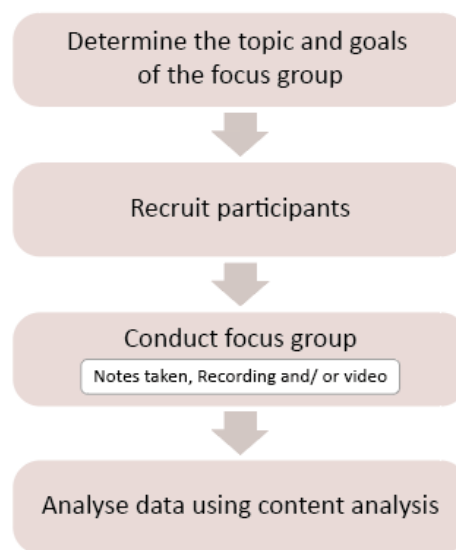 Determine the topic and goals
of the focus group
Recruit participants
Conduct focus group
Notes taken, Recording and/ or video
Analyse data using content analysis